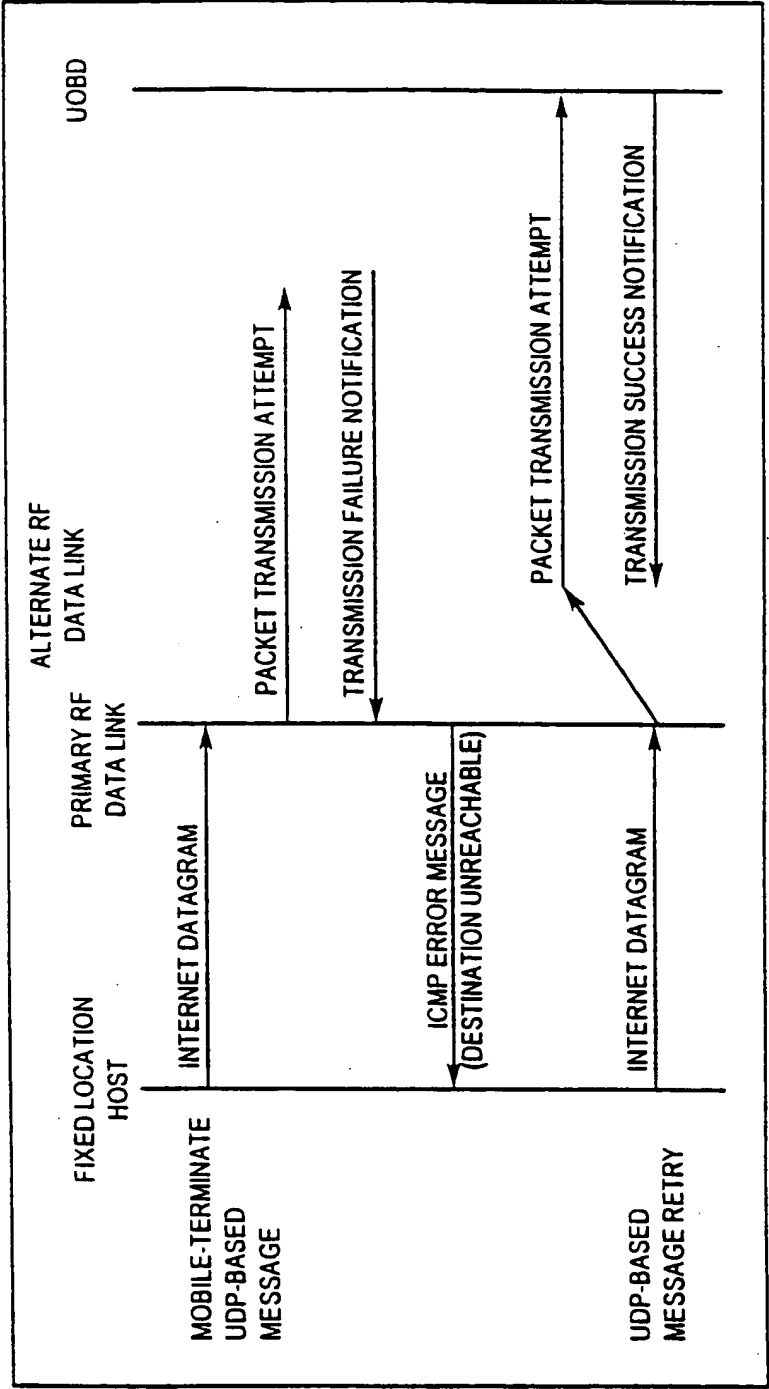 FIXED LOCATION
HOST
PRIMARY RF
DATA LINK
ALTERNATE RF
DATA LINK
UOBD
MOBILE-TERMINATE
UDP-BASED
MESSAGE
INTERNET DATAGRAM
PACKET TRANSMISSION ATTEMPT
TRANSMISSION FAILURE NOTIFICATION
ICMP ERROR MESSAGE
(DESTINATION UNREACHABLE)
UDP-BASED
MESSAGE RETRY
INTERNET DATAGRAM
PACKET TRANSMISSION ATTEMPT
TRANSMISSION SUCCESS NOTIFICATION